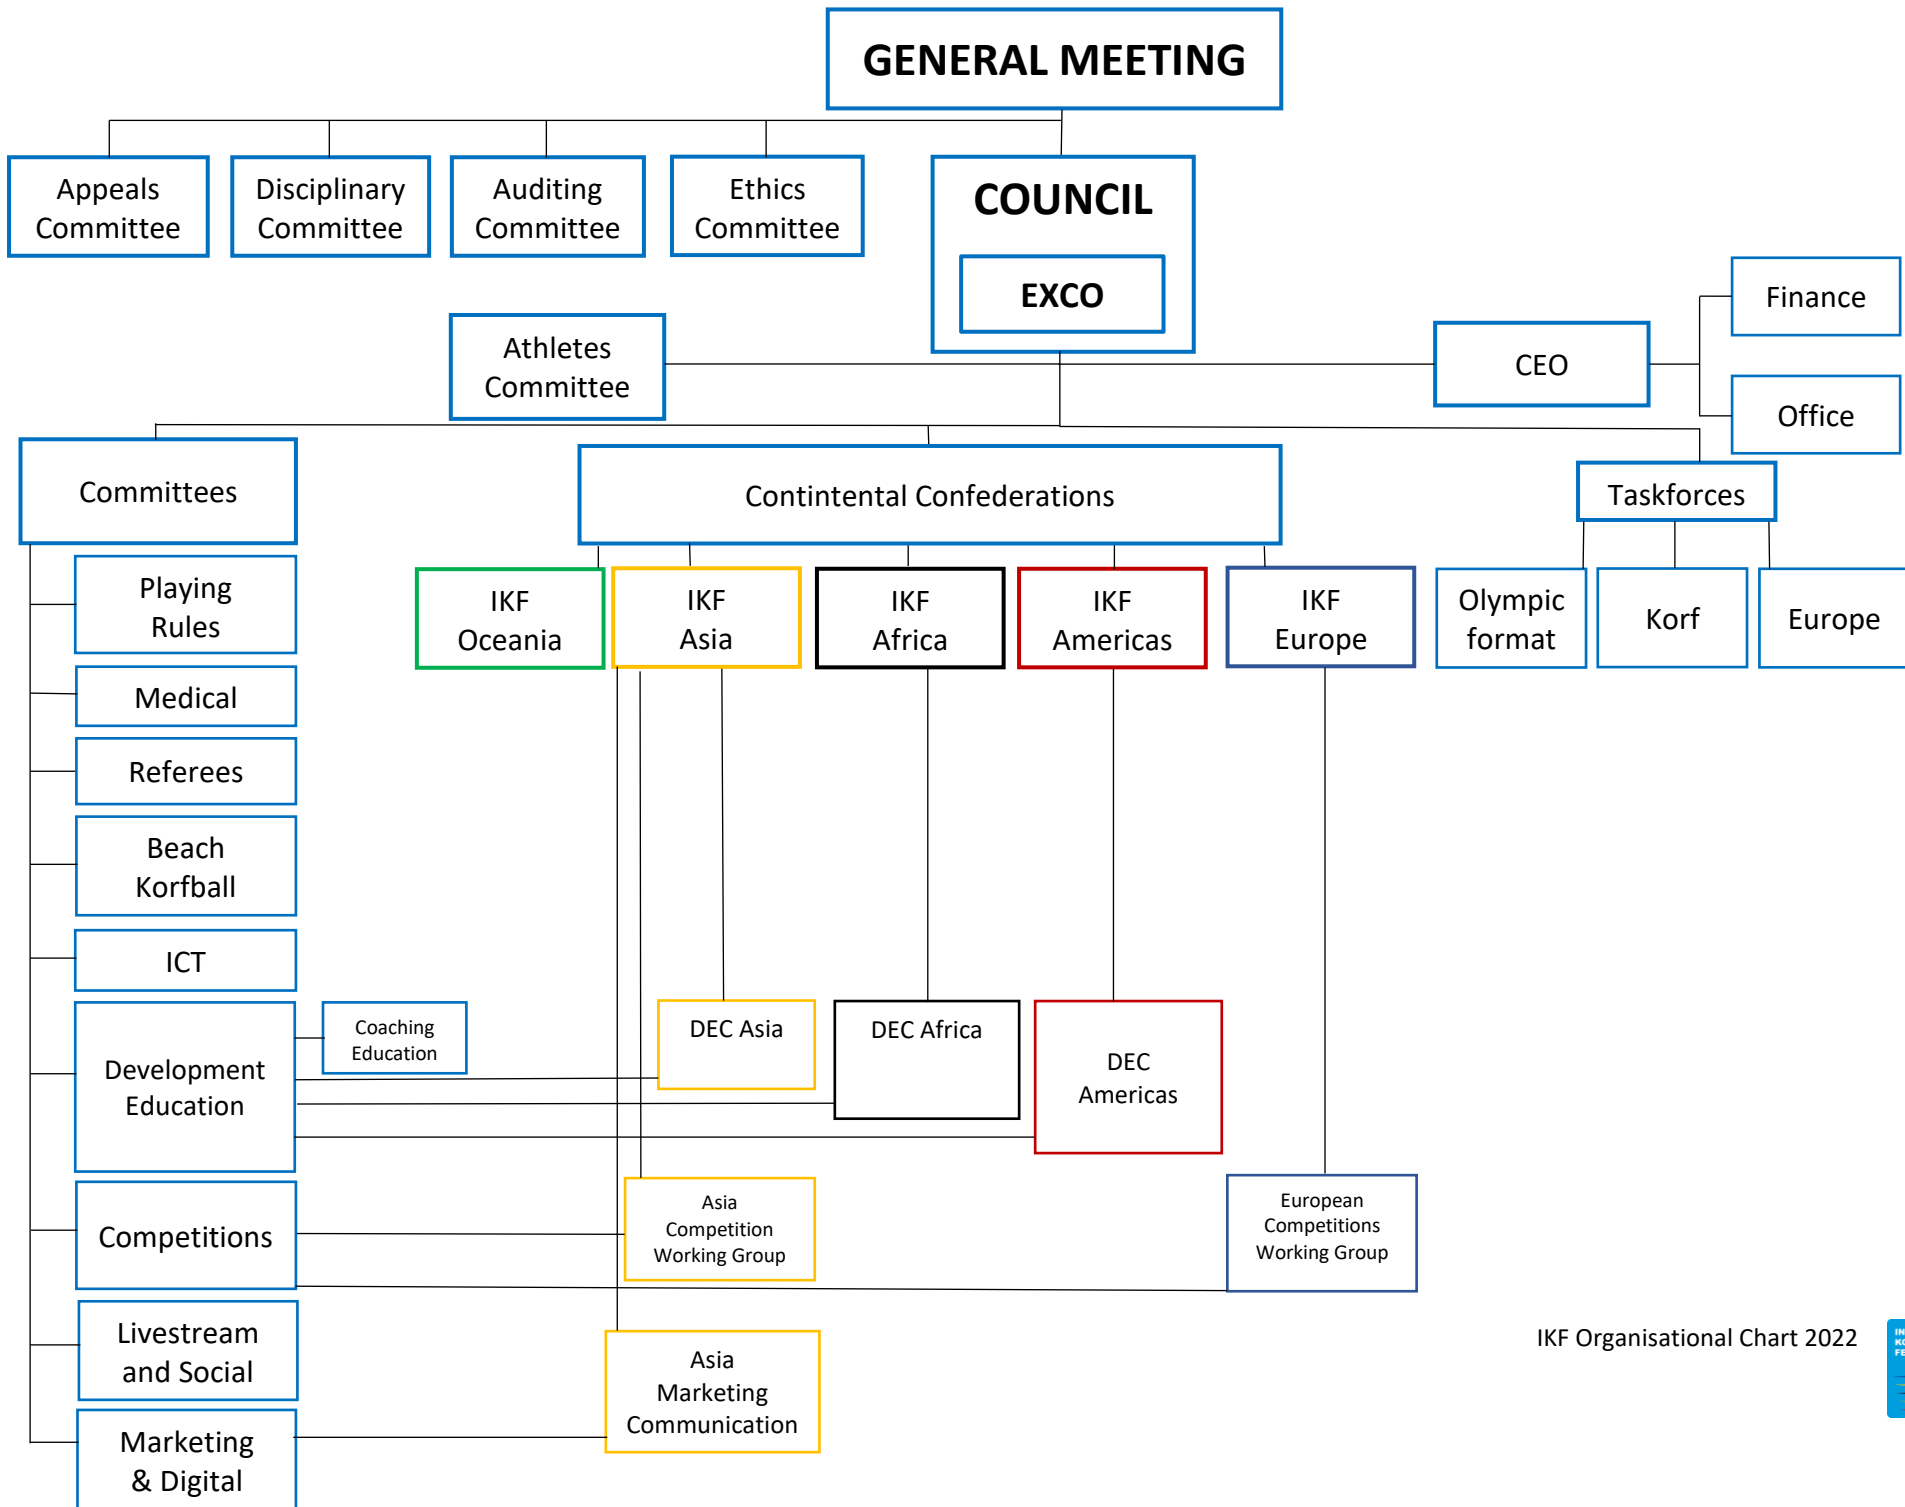 GENERAL MEETING
Appeals
Committee
Disciplinary
Committee
Auditing
Committee
Ethics
Committee
COUNCIL
EXCO
Athletes
Committee
CEO
Finance
Office
Committees
Contintental Confederations
Taskforces
Playing
Rules
Medical
Referees
Beach
Korfball
ICT
Development
Education
Competitions
Livestream
and Social
Marketing
& Digital
Coaching
Education
IKF
Oceania
IKF
Asia
IKF
Africa
IKF
Americas
IKF
Europe
Olympic
format
Korf
Europe
DEC Asia
DEC Africa
DEC
Americas
Asia
Competition
Working Group
European
Competitions
Working Group
Asia
Marketing
Communication
IKF Organisational Chart 2022
IN
KO
FE